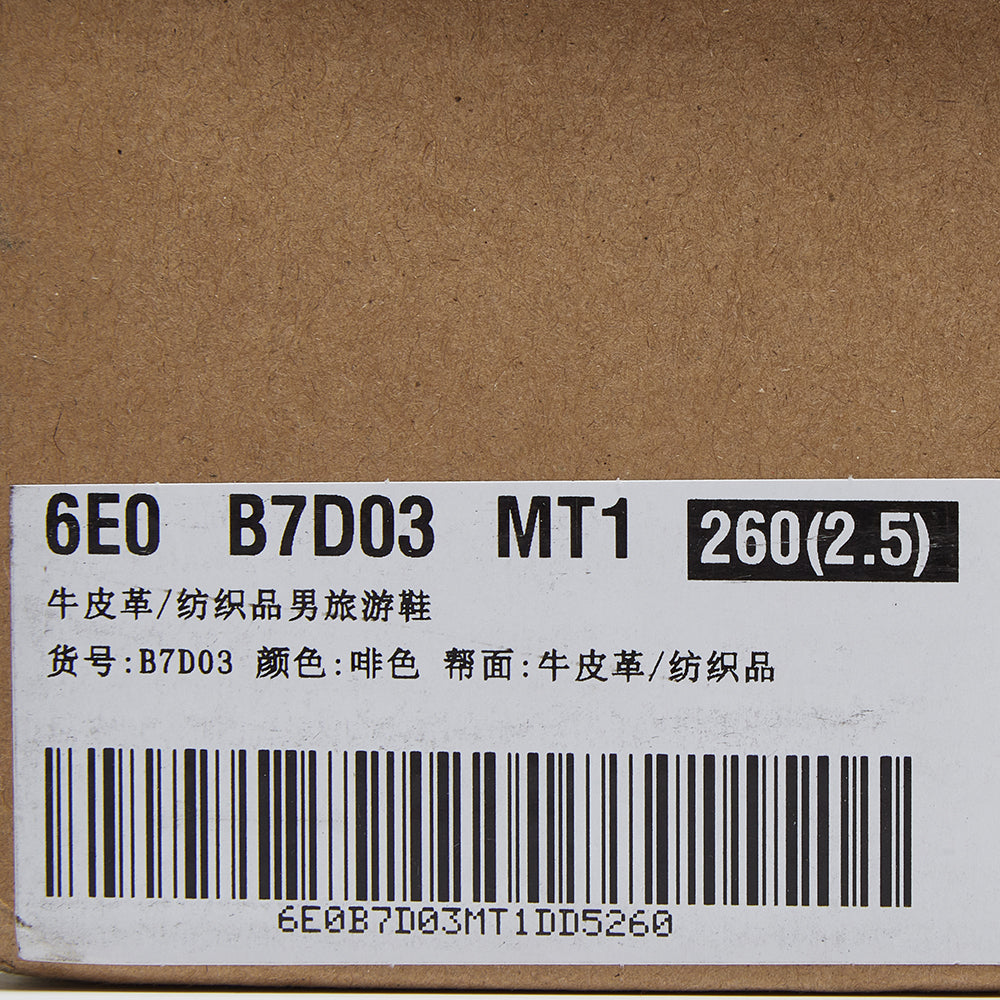 6E0 B7D03 MT1 260(2.5)
牛皮革/纺织品男旅游鞋
货号:B7D03 颜色:啡色 帮面:牛皮革/纺织品
6E0B7D03MT1DD5260